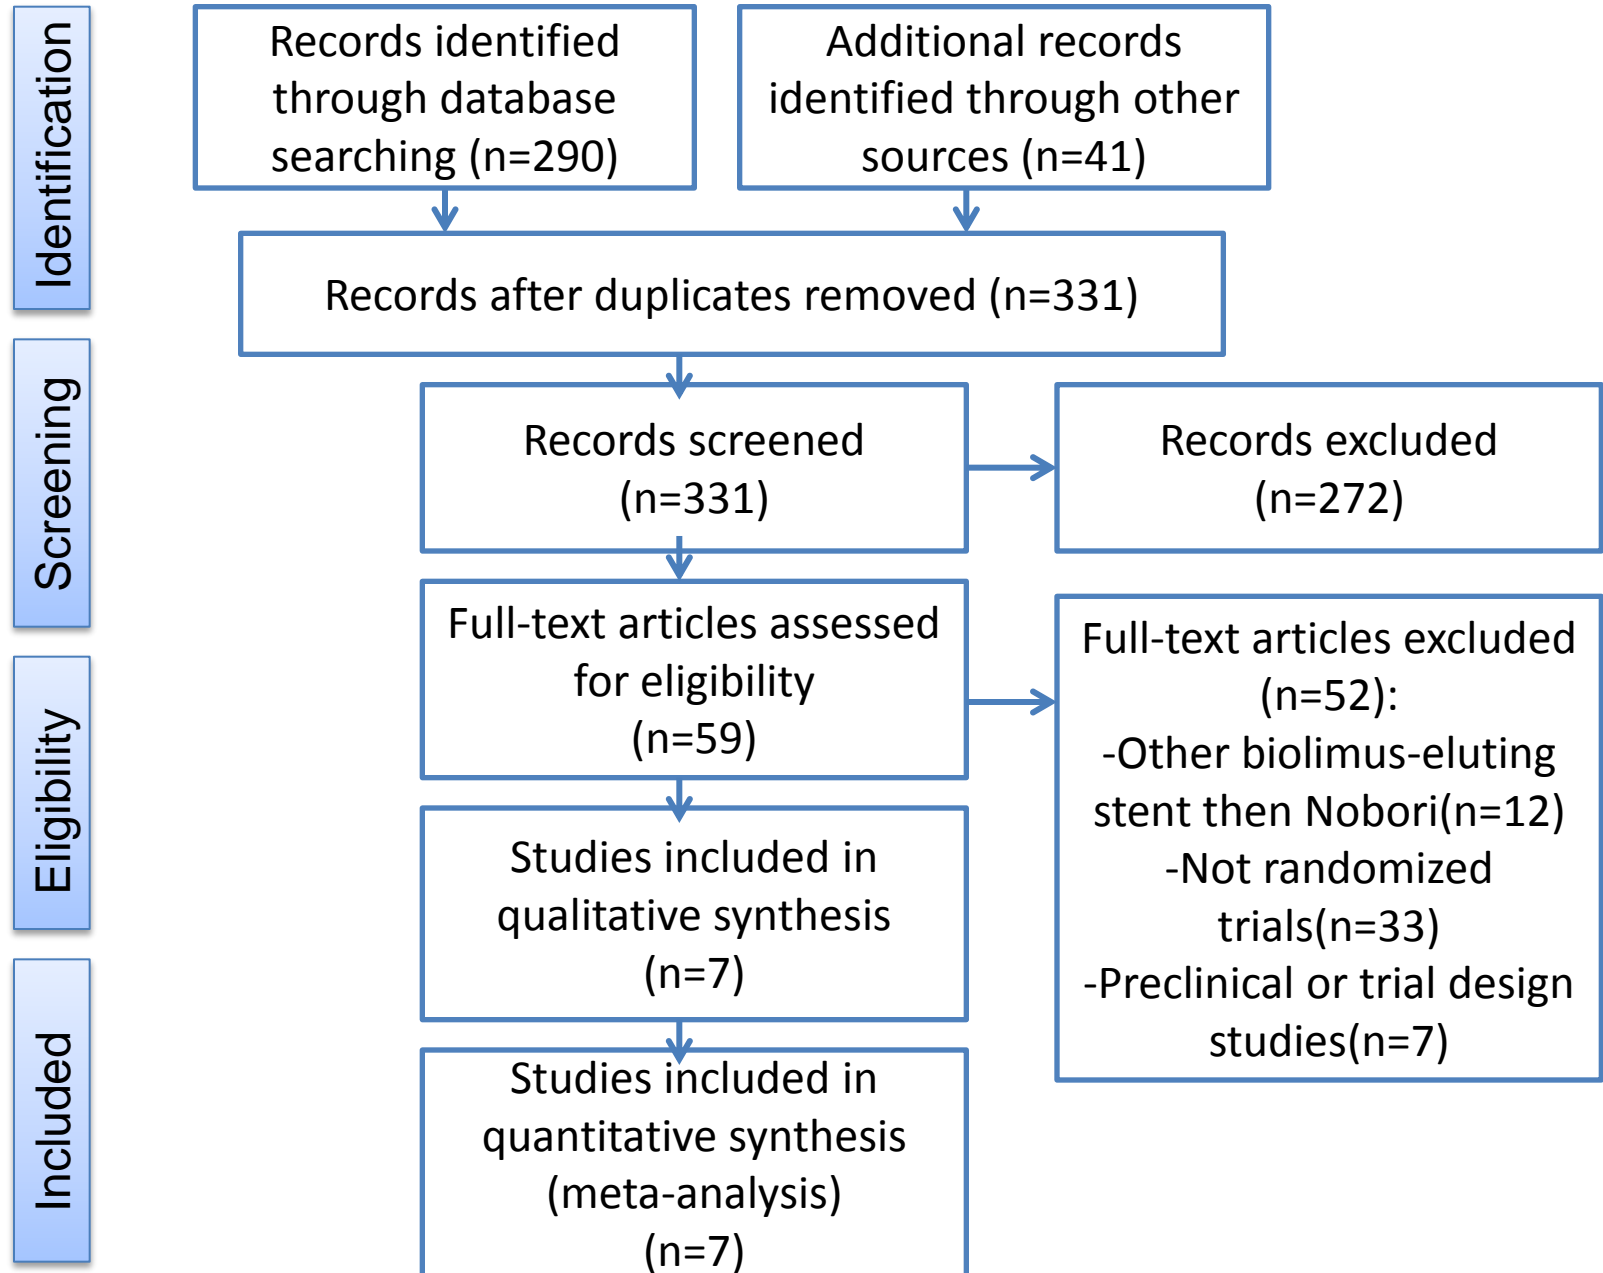 Identification
Records identified
through database
searching (n=290)
Additional records
identified through other
sources (n=41)
Records after duplicates removed (n=331)
Screening
Records screened
(n=331)
Records excluded
(n=272)
Eligibility
Full-text articles assessed
for eligibility
(n=59)
Full-text articles excluded
(n=52):
-Other biolimus-eluting
stent then Nobori(n=12)
-Not randomized
trials(n=33)
-Preclinical or trial design
studies(n=7)
Studies included in
qualitative synthesis
(n=7)
Included
Studies included in
quantitative synthesis
(meta-analysis)
(n=7)